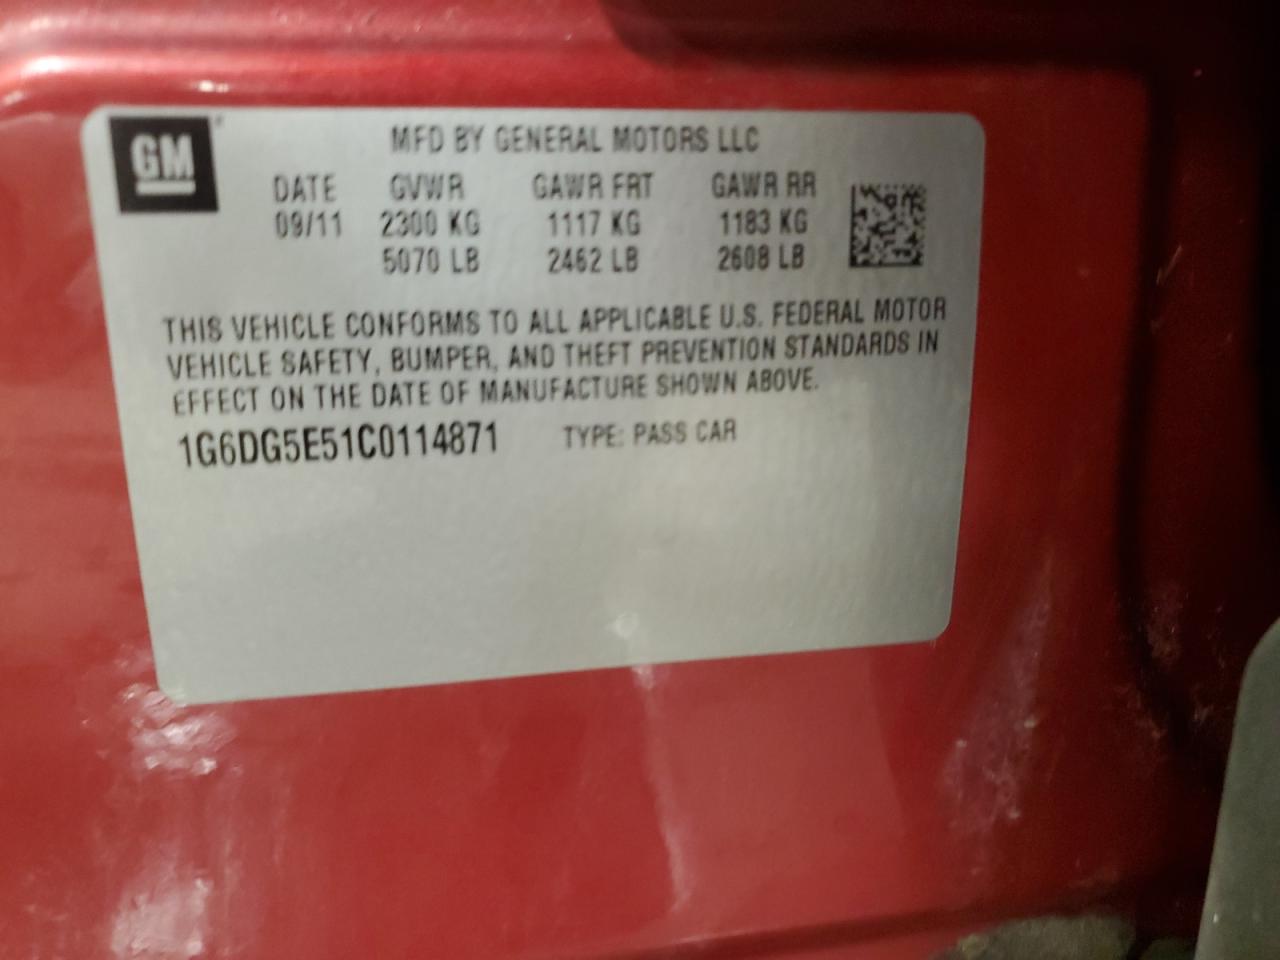 GM
MFD BY GENERAL MOTORS LLC
DATE GVWR GAWR FRT GAWR RR
09/11 2300 KG 1117 KG 1183 KG
5070 LB 2462 LB 2608 LB
THIS VEHICLE CONFORMS TO ALL APPLICABLE U.S. FEDERAL MOTOR
VEHICLE SAFETY, BUMPER, AND THEFT PREVENTION STANDARDS IN
EFFECT ON THE DATE OF MANUFACTURE SHOWN ABOVE.
1G6DG5E51C0114871 TYPE: PASS CAR